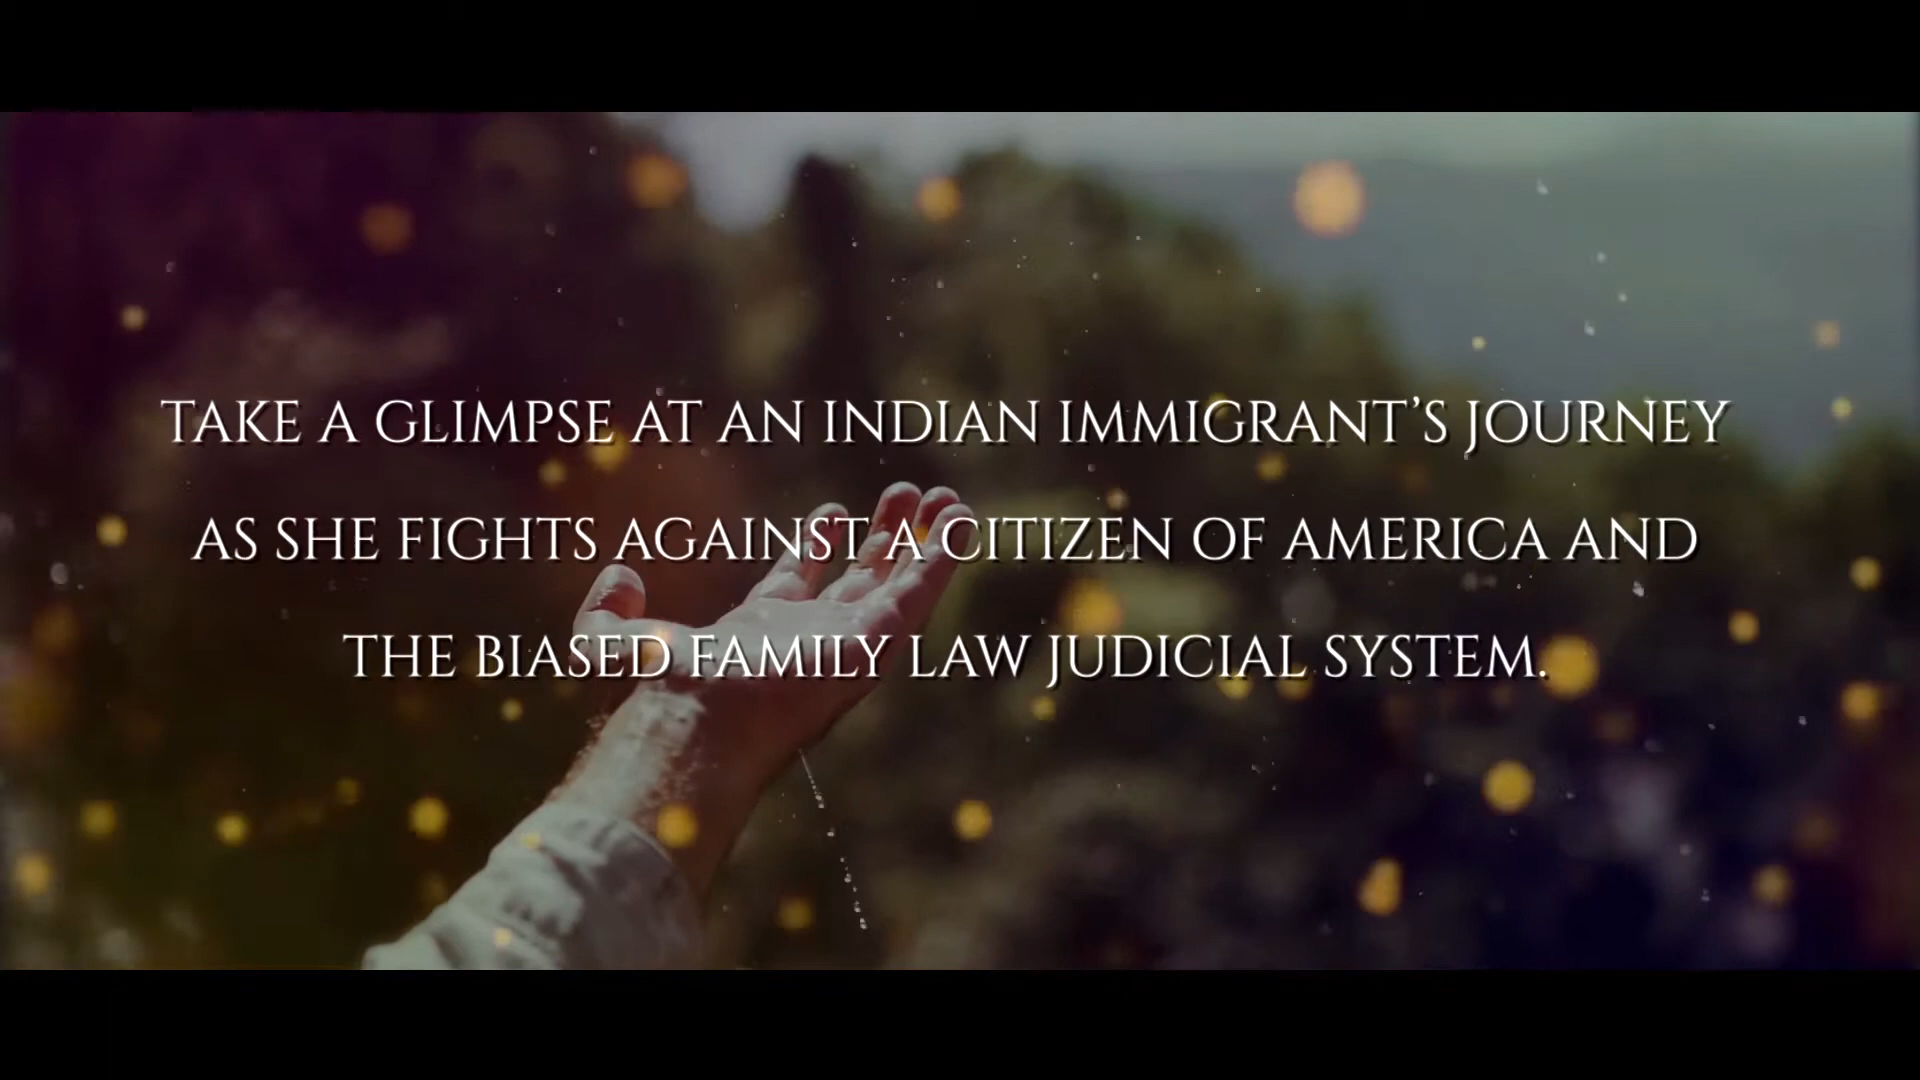 TAKE A GLIMPSE AT AN INDIAN IMMIGRANT’S JOURNEY
AS SHE FIGHTS AGAINST A CITIZEN OF AMERICA AND
THE BIASED FAMILY LAW JUDICIAL SYSTEM.